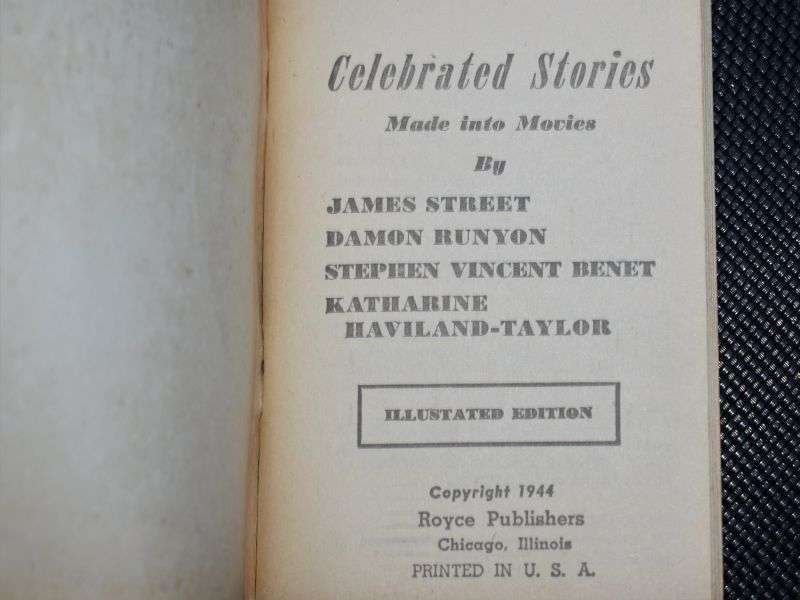 Celebrated Stories
Made into Movies
By
JAMES STREET
DAMON RUNYON
STEPHEN VINCENT BENET
KATHARINE
HAVILAND-TAYLOR
ILLUSTATED EDITION
Copyright 1944
Royce Publishers
Chicago, Illinois
PRINTED IN U. S. A.